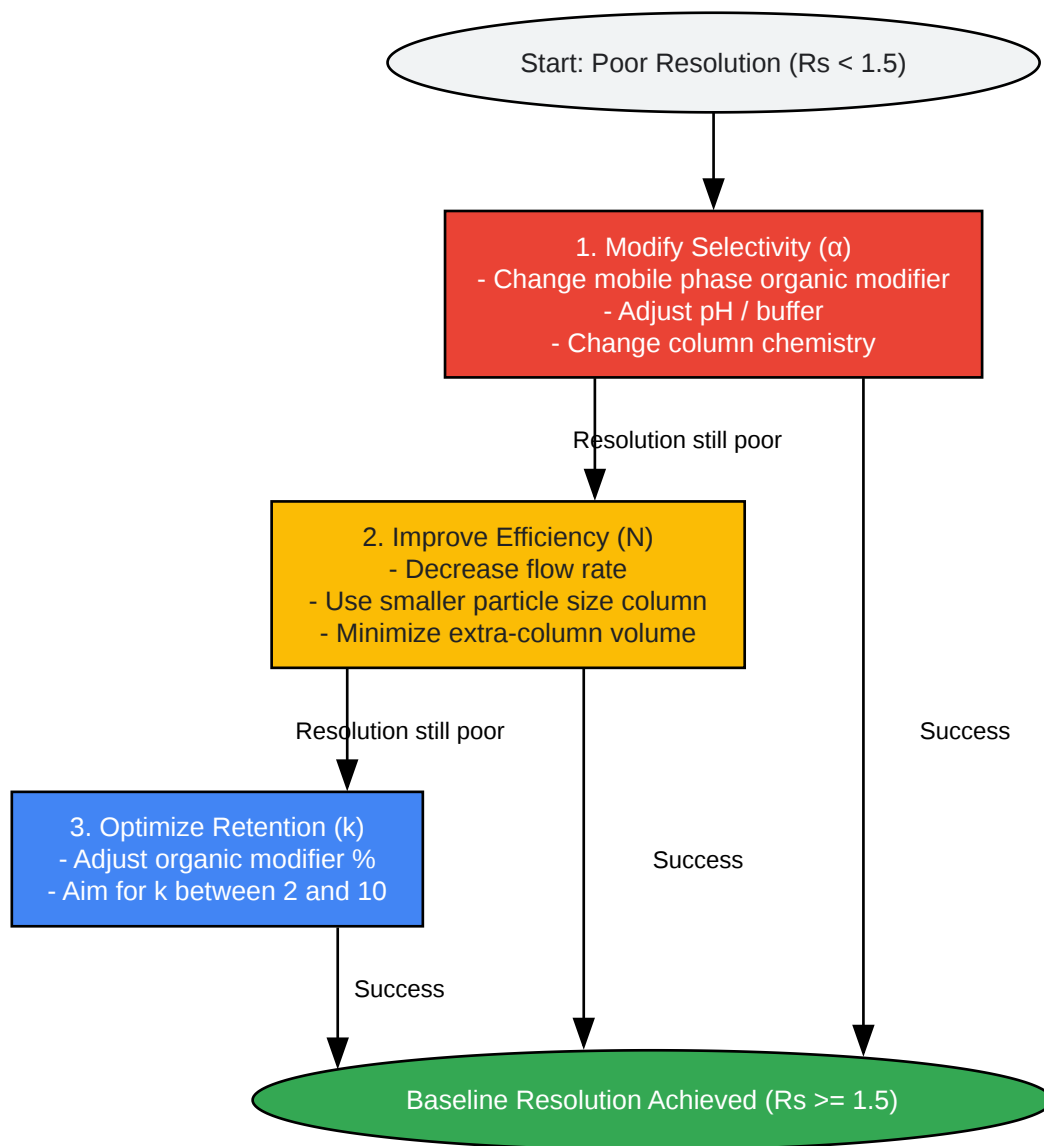 Start: Poor Resolution (Rs < 1.5)
1. Modify Selectivity (α)
- Change mobile phase organic modifier
- Adjust pH / buffer
- Change column chemistry
Resolution still poor
2. Improve Efficiency (N)
- Decrease flow rate
- Use smaller particle size column
- Minimize extra-column volume
Resolution still poor
Success
3. Optimize Retention (k)
- Adjust organic modifier %
- Aim for k between 2 and 10
Success
Success
Baseline Resolution Achieved (Rs >= 1.5)